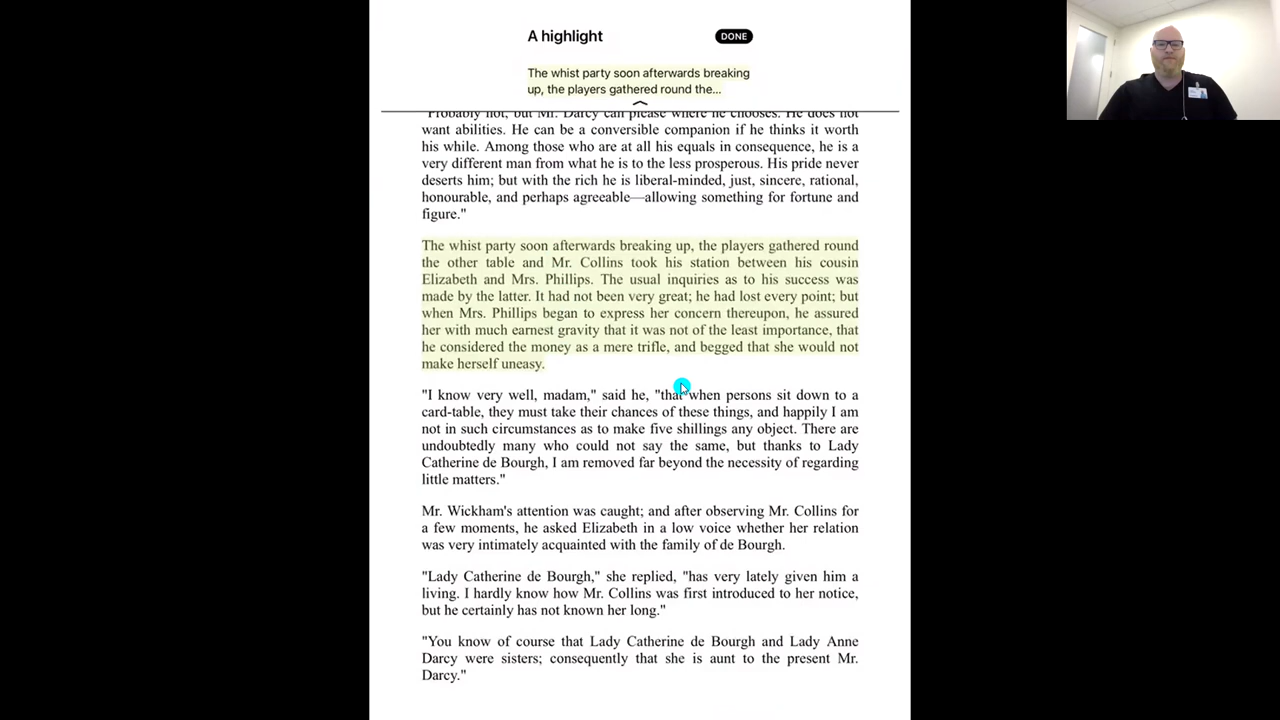 A highlight
DONE
The whist party soon afterwards breaking
up, the players gathered round the...
"Probably not; but Mr. Darcy can please where he chooses. He does not
want abilities. He can be a conversible companion if he thinks it worth
his while. Among those who are at all his equals in consequence, he is a
very different man from what he is to the less prosperous. His pride never
deserts him; but with the rich he is liberal-minded, just, sincere, rational,
honourable, and perhaps agreeable—allowing something for fortune and
figure."
The whist party soon afterwards breaking up, the players gathered round
the other table and Mr. Collins took his station between his cousin
Elizabeth and Mrs. Phillips. The usual inquiries as to his success was
made by the latter. It had not been very great; he had lost every point; but
when Mrs. Phillips began to express her concern thereupon, he assured
her with much earnest gravity that it was not of the least importance, that
he considered the money as a mere trifle, and begged that she would not
make herself uneasy.
"I know very well, madam," said he, "that when persons sit down to a
card-table, they must take their chances of these things, and happily I am
not in such circumstances as to make five shillings any object. There are
undoubtedly many who could not say the same, but thanks to Lady
Catherine de Bourgh, I am removed far beyond the necessity of regarding
little matters."
Mr. Wickham's attention was caught; and after observing Mr. Collins for
a few moments, he asked Elizabeth in a low voice whether her relation
was very intimately acquainted with the family of de Bourgh.
"Lady Catherine de Bourgh," she replied, "has very lately given him a
living. I hardly know how Mr. Collins was first introduced to her notice,
but he certainly has not known her long."
"You know of course that Lady Catherine de Bourgh and Lady Anne
Darcy were sisters; consequently that she is aunt to the present Mr.
Darcy."